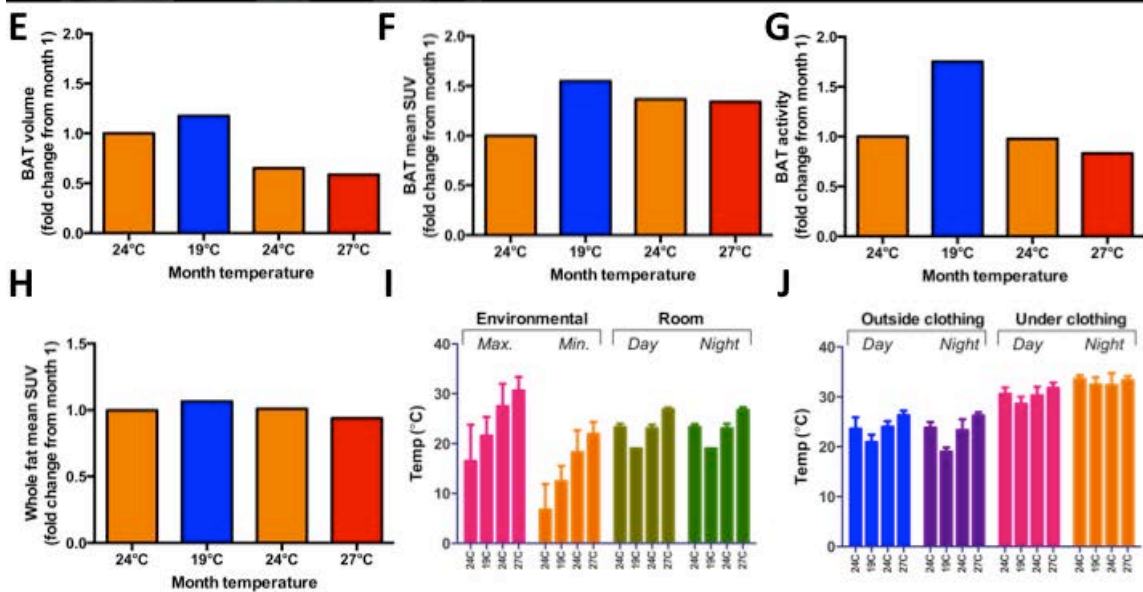 E
BAT volume
(fold change from month 1)
2.0
1.5
1.0
0.5
0.0
24°C 19°C 24°C 27°C
Month temperature
F
BAT mean SUV
(fold change from month 1)
2.0
1.5
1.0
0.5
0.0
24°C 19°C 24°C 27°C
Month temperature
G
BAT activity
(fold change from month 1)
2.0
1.5
1.0
0.5
0.0
24°C 19°C 24°C 27°C
Month temperature
H
Whole fat mean SUV
(fold change from month 1)
1.5
1.0
0.5
0.0
24°C 19°C 24°C 27°C
Month temperature
I
Environmental Room
Max. Min. Day Night
Temp (°C)
40
30
20
10
0
24C 19C 24C 27C 24C 19C 24C 27C 24C 19C 24C 27C 24C 19C 24C 27C
J
Outside clothing Under clothing
Day Night Day Night
Temp (°C)
40
30
20
10
0
24C 19C 24C 27C 24C 19C 24C 27C 24C 19C 24C 27C 24C 19C 24C 27C